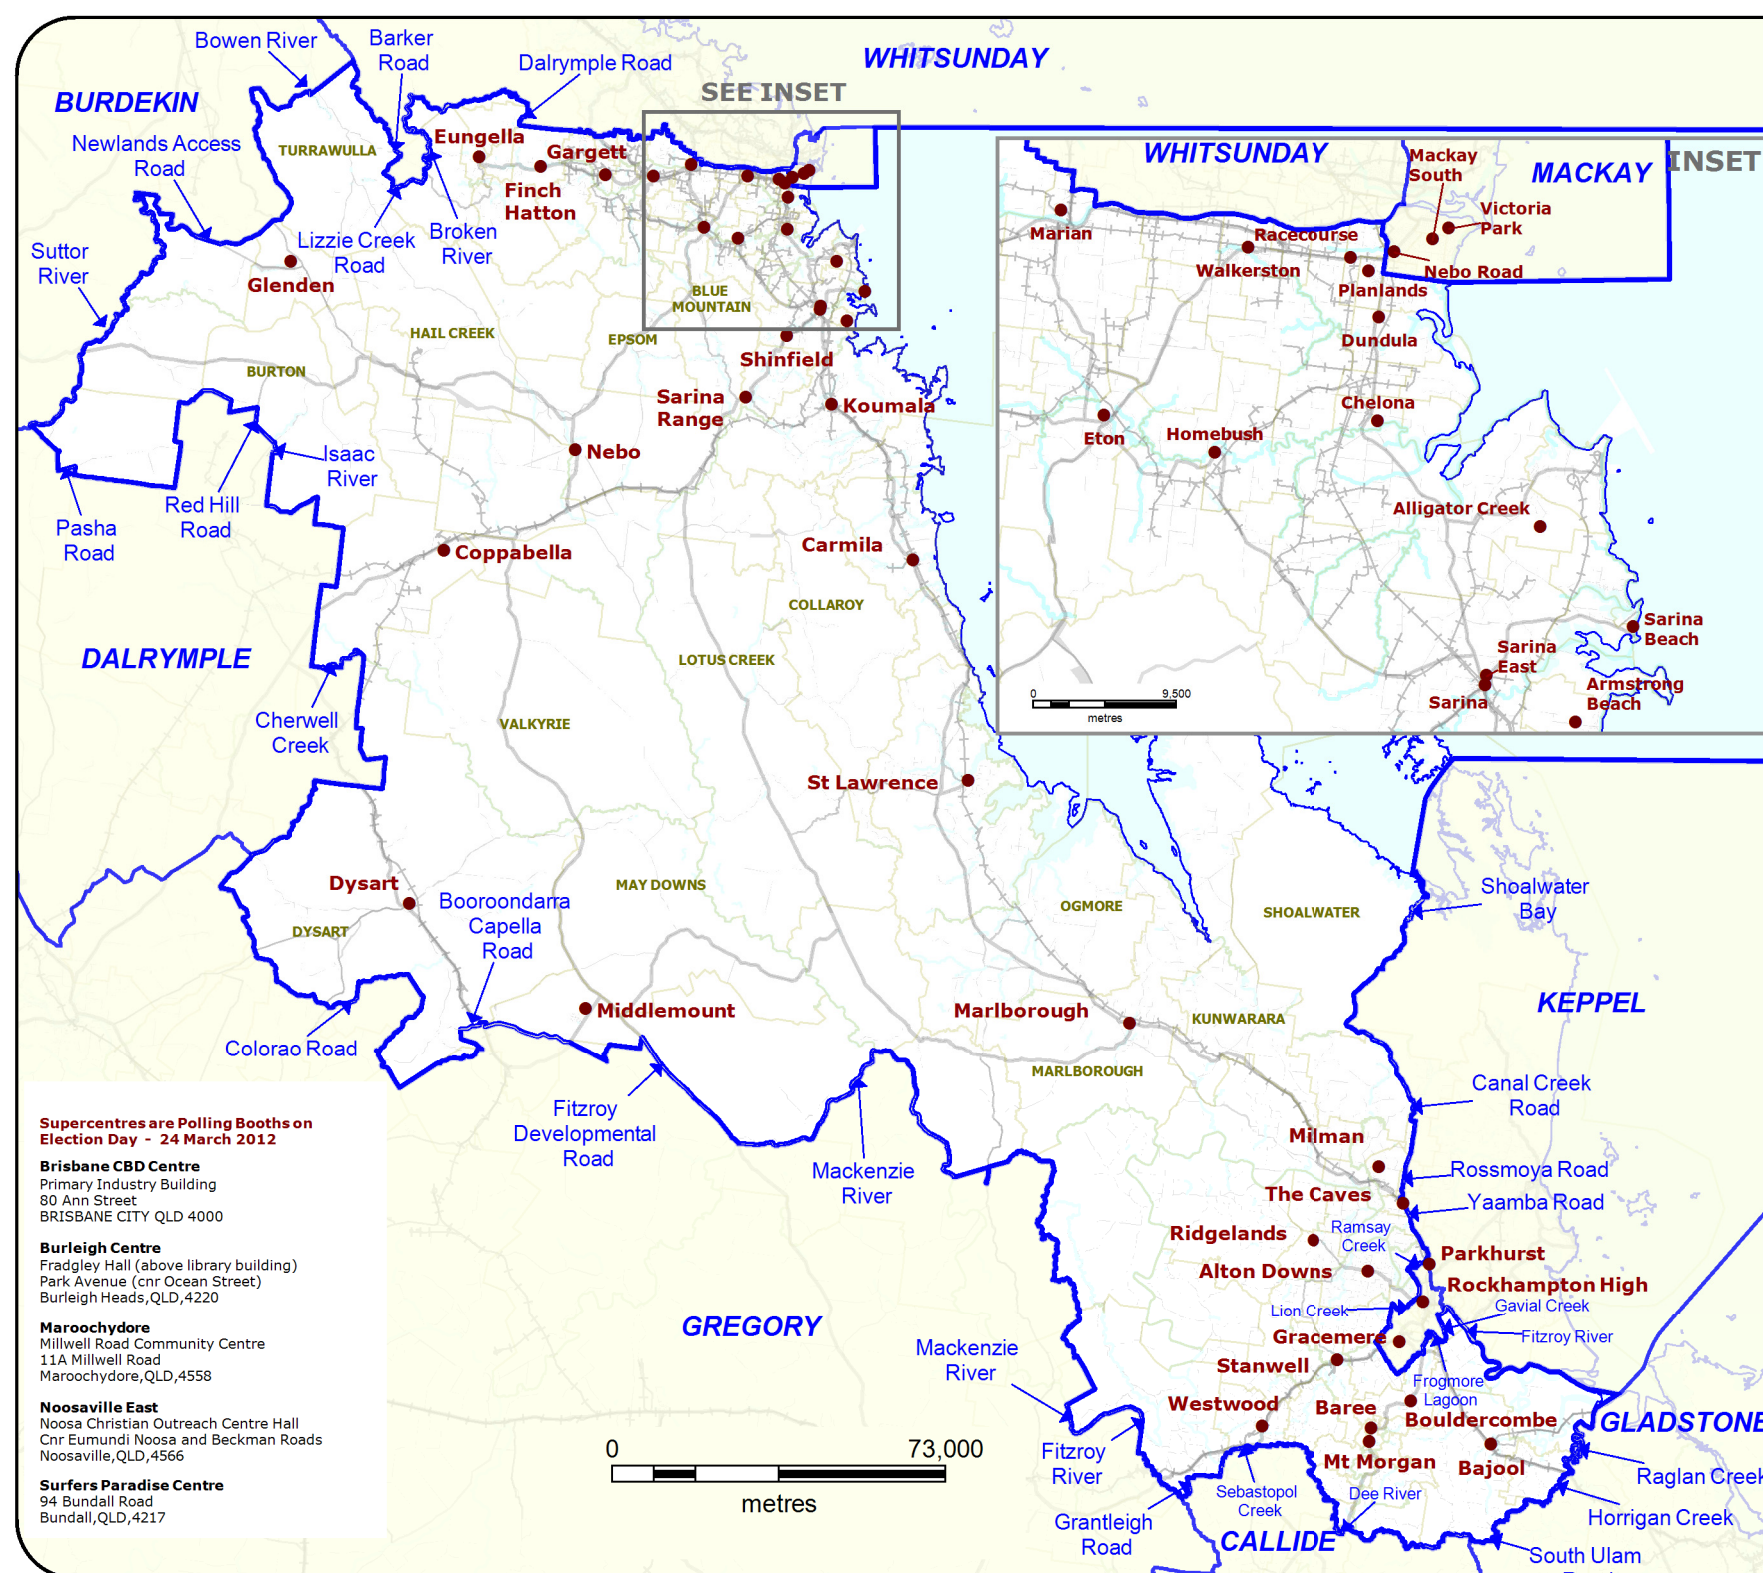 Bowen River
Barker
Road
Dalrymple Road
WHITSUNDAY
SEE INSET
BURDEKIN
Newlands Access
Road
TURRAWULLA
Eungella
Gargett
Finch
Hatton
Lizzie Creek
Road
Broken
River
Suttor
River
Glenden
HAIL CREEK
BLUE
MOUNTAIN
EPSOM
BURTON
Shinfield
Sarina
Range
Koumala
Nebo
Isaac
River
Red Hill
Road
Pasha
Road
Coppabella
Carmila
COLLAROY
DALRYMPLE
LOTUS CREEK
Cherwell
Creek
VALKYRIE
St Lawrence
Dysart
DYSART
Booroondarra
Capella
Road
MAY DOWNS
OGMORE
SHOALWATER
Shoalwater
Bay
KEPPEL
Middlemount
Marlborough
KUNWARARA
MARLBOROUGH
Colorao Road
Fitzroy
Developmental
Road
Mackenzie
River
Canal Creek
Road
Milman
Rossmoya Road
The Caves
Yaamba Road
Ridgelands
Ramsay
Creek
Parkhurst
Alton Downs
Rockhampton High
Lion Creek
Gavial Creek
Gracemere
Fitzroy River
Stanwell
Frogmore
Lagoon
Westwood
Baree
Bouldercombe
GLADSTONE
Mt Morgan
Bajool
Raglan Creek
Sebastopol
Creek
Dee River
Horrigan Creek
Grantleigh
Road
CALLIDE
South Ulam
GREGORY
Mackenzie
River
Fitzroy
River
0 73,000
metres
INSET
WHITSUNDAY
MACKAY
Mackay
South
Victoria
Park
Marian
Racecourse
Walkerston
Nebo Road
Planlands
Dundula
Chelona
Eton
Homebush
Alligator Creek
Sarina
Beach
Sarina
East
Armstrong
Beach
Sarina
0 9,500
metres
Supercentres are Polling Booths on
Election Day - 24 March 2012
Brisbane CBD Centre
Primary Industry Building
80 Ann Street
BRISBANE CITY QLD 4000
Burleigh Centre
Fradgley Hall (above library building)
Park Avenue (cnr Ocean Street)
Burleigh Heads,QLD,4220
Maroochydore
Millwell Road Community Centre
11A Millwell Road
Maroochydore,QLD,4558
Noosaville East
Noosa Christian Outreach Centre Hall
Cnr Eumundi Noosa and Beckman Roads
Noosaville,QLD,4566
Surfers Paradise Centre
94 Bundall Road
Bundall,QLD,4217